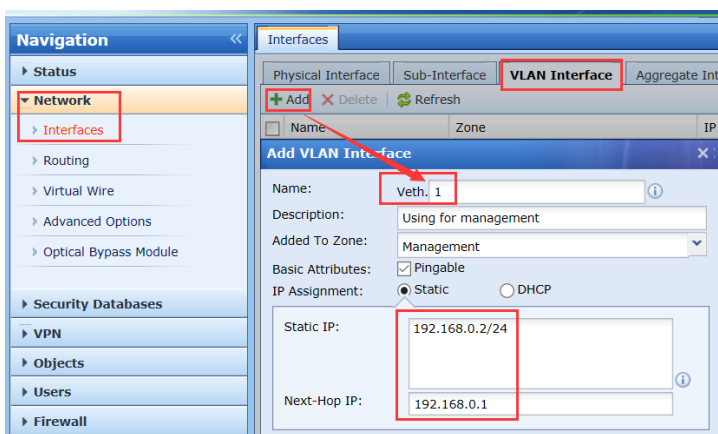 Navigation
Status
Network
Interfaces
Routing
Virtual Wire
Advanced Options
Optical Bypass Module
Security Databases
VPN
Objects
Users
Firewall
Interfaces
Physical Interface Sub-Interface VLAN Interface Aggregate Int
Add Delete Refresh
Name Zone IP
Add VLAN Interface
Name: Veth. 1
Description: Using for management
Added To Zone: Management
Basic Attributes: Pingable
IP Assignment: Static DHCP
Static IP: 192.168.0.2/24
Next-Hop IP: 192.168.0.1